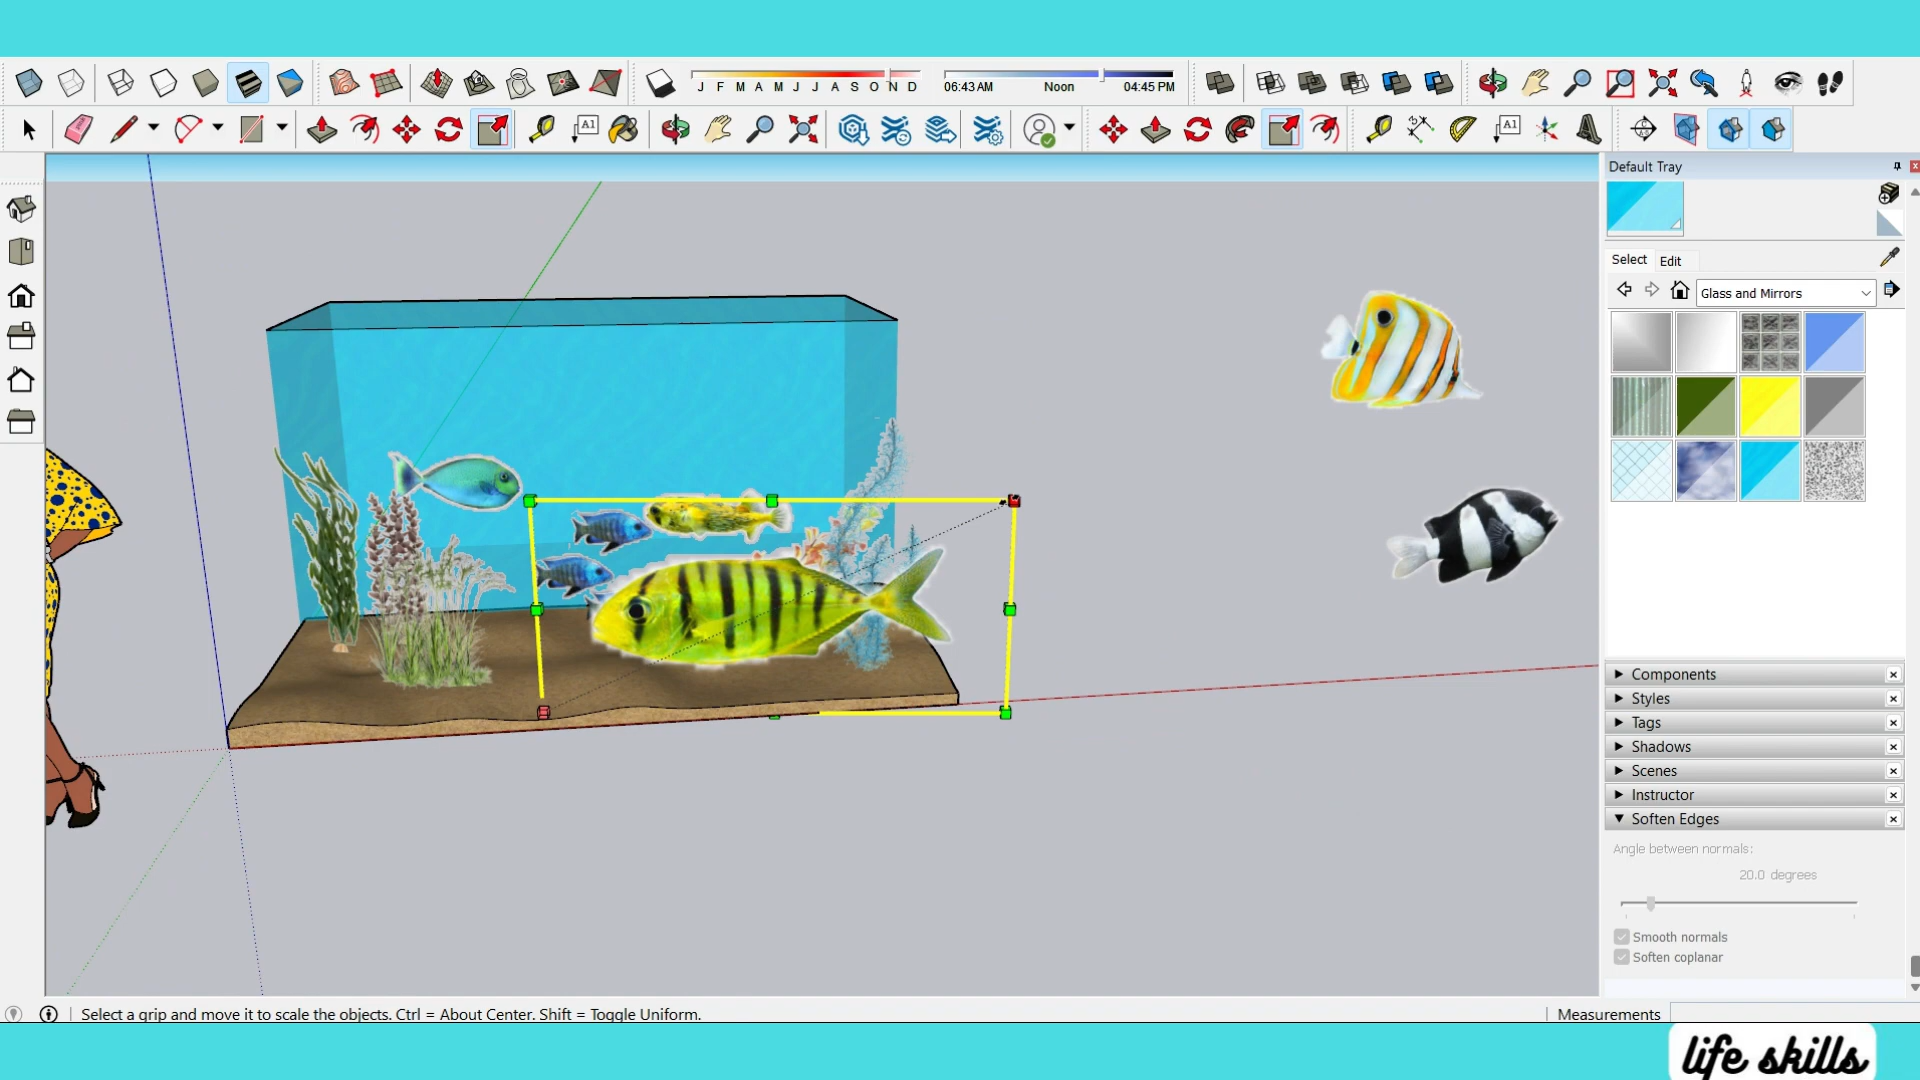 J F M A M J J A S O N D
06:43 AM Noon 04:45 PM
A1
A1
Default Tray
Select Edit
Glass and Mirrors
Components
Styles
Tags
Shadows
Scenes
Instructor
Soften Edges
Angle between normals:
20.0 degrees
Smooth normals
Soften coplanar
Select a grip and move it to scale the objects. Ctrl = About Center. Shift = Toggle Uniform.
Measurements
life skills